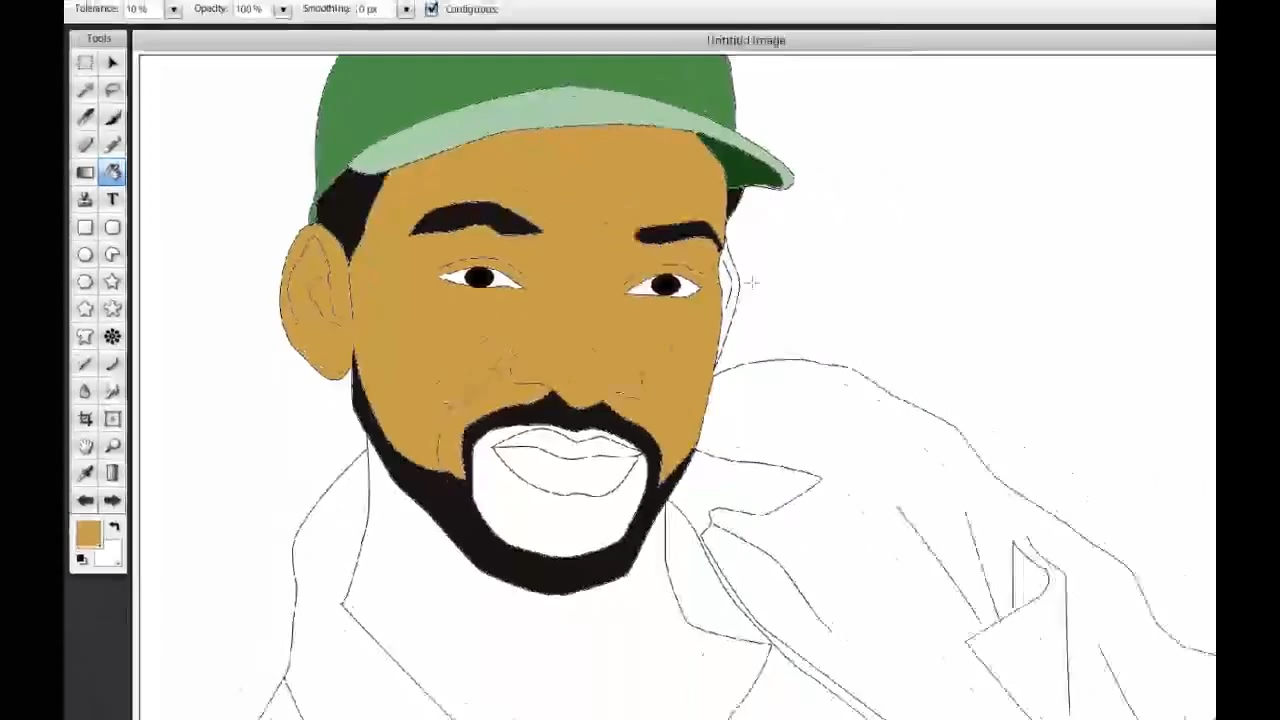 Tolerance: 10 % Opacity: 100 % Smoothing: 0 px Contiguous:
Tools
Untitled Image
T